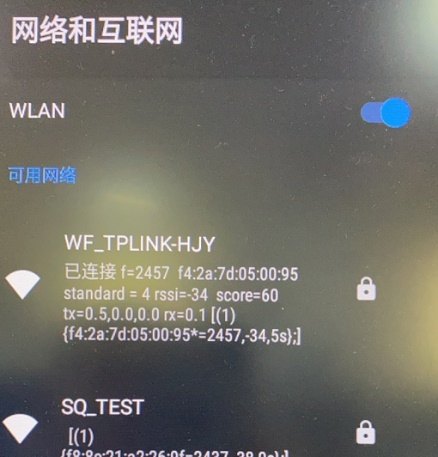 网络和互联网
WLAN
可用网络
WF_TPLINK-HJY
已连接 f=2457 f4:2a:7d:05:00:95
standard = 4 rssi=-34 score=60
tx=0.5,0.0,0.0 rx=0.1 [(1)
{f4:2a:7d:05:00:95*=2457,-34,5s};]
SQ_TEST
[(1)